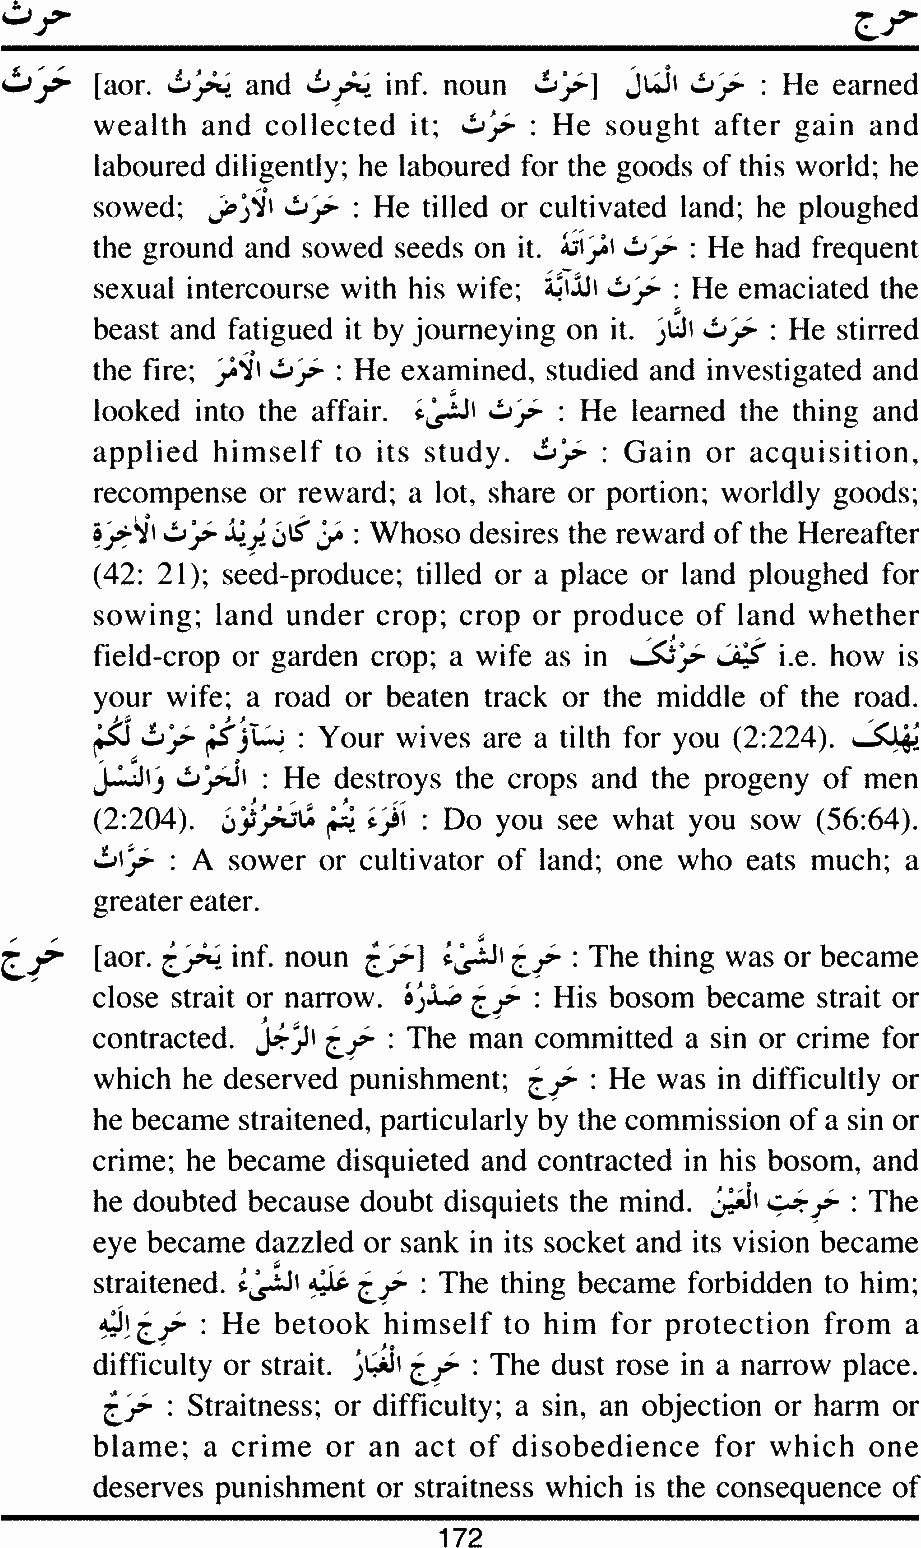 حرث حرج
حَرَثَ [aor. يَحْرُثُ and يَحْرِثُ inf. noun حَرْثٌ] حَرَثَ الْمَالَ : He earned
wealth and collected it; حَرُثَ : He sought after gain and
laboured diligently; he laboured for the goods of this world; he
sowed; حَرَثَ الْاَرْضَ : He tilled or cultivated land; he ploughed
the ground and sowed seeds on it. حَرَثَ امْرَاَتَهٗ : He had frequent
sexual intercourse with his wife; حَرَثَ الدَّآبَّةَ : He emaciated the
beast and fatigued it by journeying on it. حَرَثَ النَّارَ : He stirred
the fire; حَرَثَ الْاَمْرَ : He examined, studied and investigated and
looked into the affair. حَرَثَ الشَّیْءَ : He learned the thing and
applied himself to its study. حَرْثٌ : Gain or acquisition,
recompense or reward; a lot, share or portion; worldly goods;
مَنْ كَانَ يُرِيْدُ حَرْثَ الْاٰخِرَةِ : Whoso desires the reward of the Hereafter
(42: 21); seed-produce; tilled or a place or land ploughed for
sowing; land under crop; crop or produce of land whether
field-crop or garden crop; a wife as in كَيْفَ حَرْثُکَ i.e. how is
your wife; a road or beaten track or the middle of the road.
نِسَآؤُكُمْ حَرْثٌ لَّكُمْ : Your wives are a tilth for you (2:224). يُهْلِکَ
الْحَرْثَ وَالنَّسْلَ : He destroys the crops and the progeny of men
(2:204). اَفَرَءَيْتُمْ مَّاتَحْرُثُوْنَ : Do you see what you sow (56:64).
حَرَّاثٌ : A sower or cultivator of land; one who eats much; a
greater eater.
حَرِجَ [aor. يَحْرَجُ inf. noun حَرَجٌ] حَرِجَ الشَّیْءُ : The thing was or became
close strait or narrow. حَرِجَ صَدْرُهٗ : His bosom became strait or
contracted. حَرِجَ الرَّجُلُ : The man committed a sin or crime for
which he deserved punishment; حَرِجَ : He was in difficultly or
he became straitened, particularly by the commission of a sin or
crime; he became disquieted and contracted in his bosom, and
he doubted because doubt disquiets the mind. حَرِجَتِ الْعَيْنُ : The
eye became dazzled or sank in its socket and its vision became
straitened. حَرِجَ عَلَيْهِ الشَّیْءُ : The thing became forbidden to him;
حَرِجَ اِلَيْهِ : He betook himself to him for protection from a
difficulty or strait. حَرِجَ الْغُبَارُ : The dust rose in a narrow place.
حَرَجٌ : Straitness; or difficulty; a sin, an objection or harm or
blame; a crime or an act of disobedience for which one
deserves punishment or straitness which is the consequence of
172